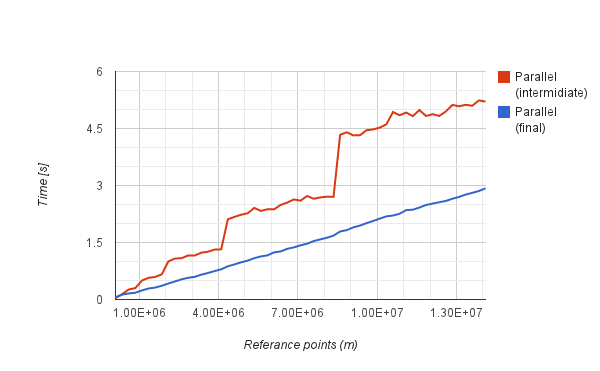 6
4.5
3
1.5
0
Time [s]
1.00E+06
4.00E+06
7.00E+06
1.00E+07
1.30E+07
Referance points (m)
Parallel
(intermidiate)
Parallel
(final)